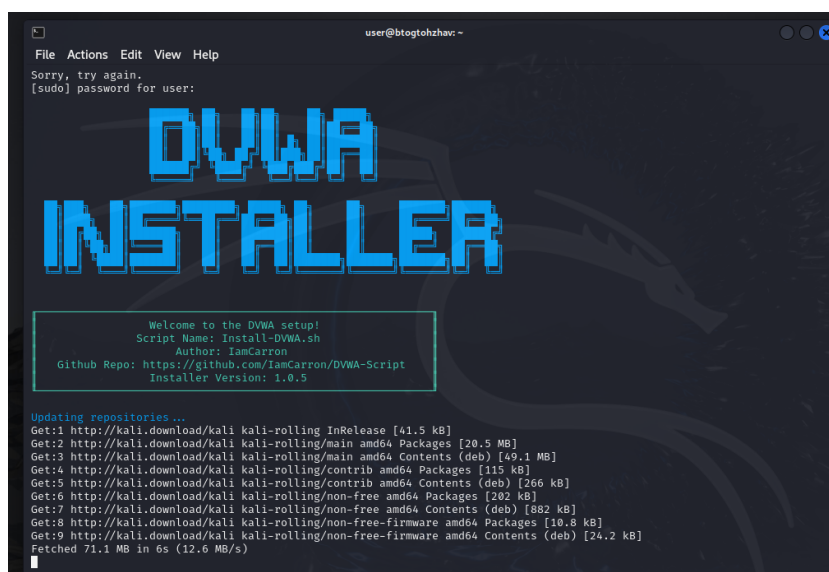 user@btogtohzhav: ~
File Actions Edit View Help
Sorry, try again.
[sudo] password for user:
DVWA
INSTALLER
Welcome to the DVWA setup!
Script Name: Install-DVWA.sh
Author: IamCarron
Github Repo: https://github.com/IamCarron/DVWA-Script
Installer Version: 1.0.5
Updating repositories...
Get:1 http://kali.download/kali kali-rolling InRelease [41.5 kB]
Get:2 http://kali.download/kali kali-rolling/main amd64 Packages [20.5 MB]
Get:3 http://kali.download/kali kali-rolling/main amd64 Contents (deb) [49.1 MB]
Get:4 http://kali.download/kali kali-rolling/contrib amd64 Packages [115 kB]
Get:5 http://kali.download/kali kali-rolling/contrib amd64 Contents (deb) [266 kB]
Get:6 http://kali.download/kali kali-rolling/non-free amd64 Packages [202 kB]
Get:7 http://kali.download/kali kali-rolling/non-free amd64 Contents (deb) [882 kB]
Get:8 http://kali.download/kali kali-rolling/non-free-firmware amd64 Packages [10.8 kB]
Get:9 http://kali.download/kali kali-rolling/non-free-firmware amd64 Contents (deb) [24.2 kB]
Fetched 71.1 MB in 6s (12.6 MB/s)